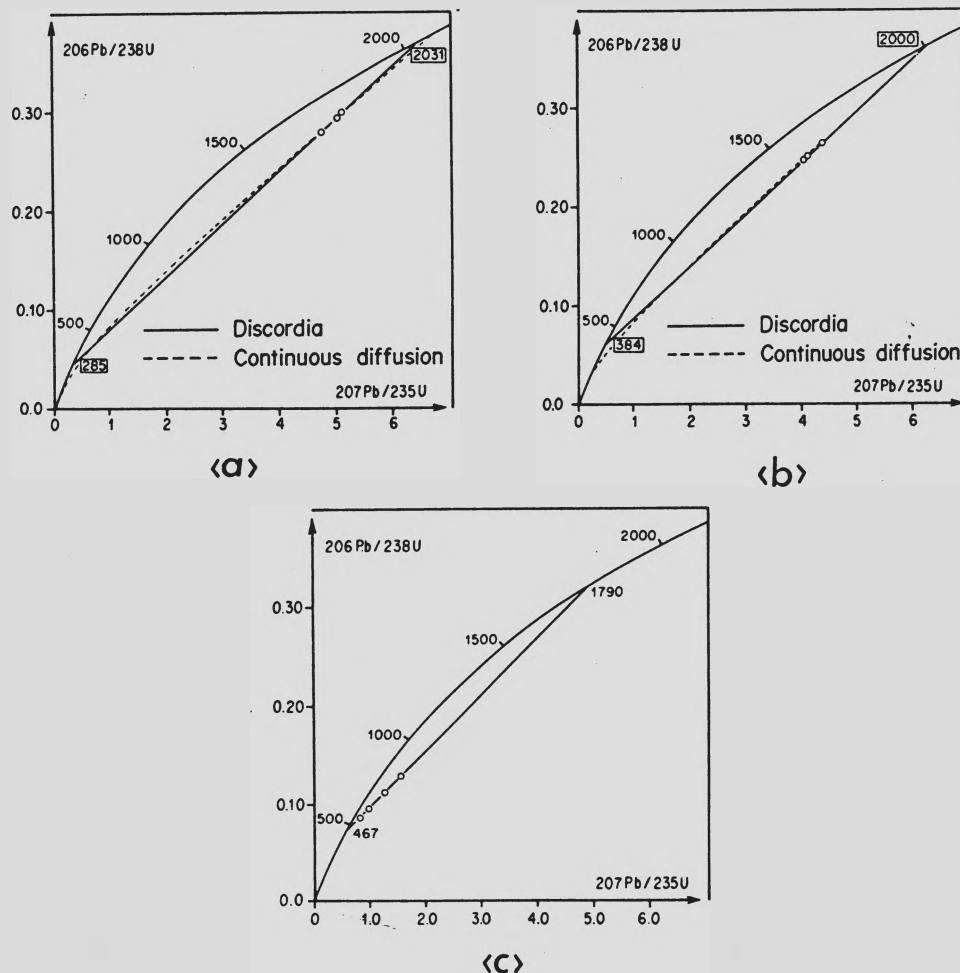 206Pb/238U
2000
2031
0.30
1500
0.20
1000
0.10
500
Discordia
Continuous diffusion
285
207Pb/235U
0.0
0 1 2 3 4 5 6
<a>
206Pb/238U
2000
0.30
1500
0.20
1000
0.10
500
Discordia
384
Continuous diffusion
207Pb/235U
0.0
0 1 2 3 4 5 6
<b>
206Pb/238U
2000
0.30
1790
1500
0.20
1000
0.10
500
467
207Pb/235U
0.0
0 1.0 2.0 3.0 4.0 5.0 6.0
<c>